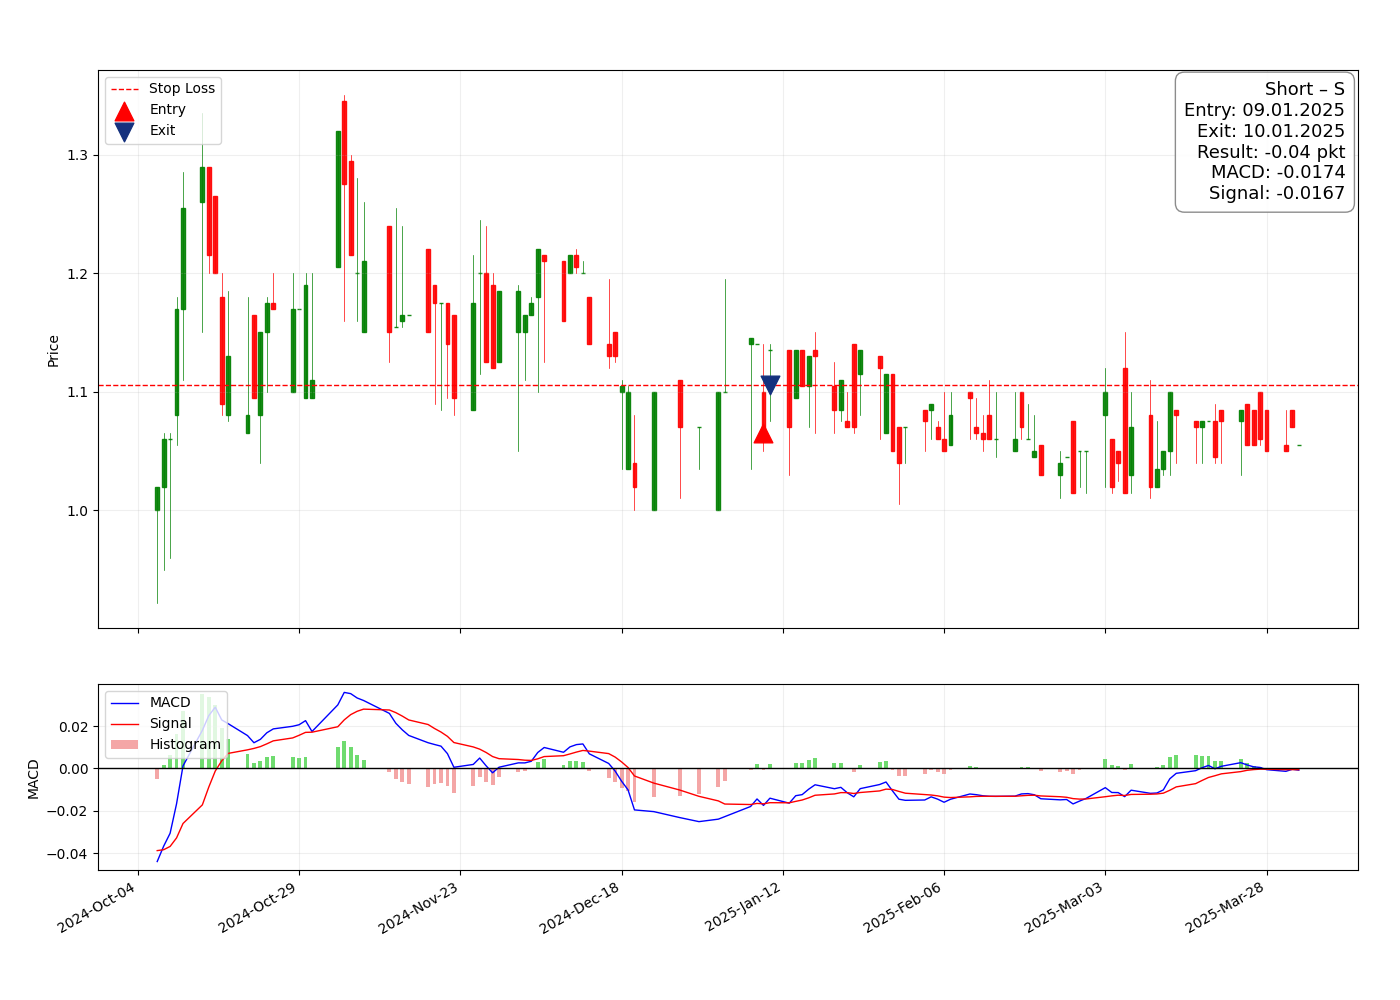 Stop Loss
Entry
Exit
Short – S
Entry: 09.01.2025
Exit: 10.01.2025
Result: -0.04 pkt
MACD: -0.0174
Signal: -0.0167
Price
1.3
1.2
1.1
1.0
MACD
Signal
Histogram
MACD
0.02
0.00
−0.02
−0.04
2024-Oct-04
2024-Oct-29
2024-Nov-23
2024-Dec-18
2025-Jan-12
2025-Feb-06
2025-Mar-03
2025-Mar-28